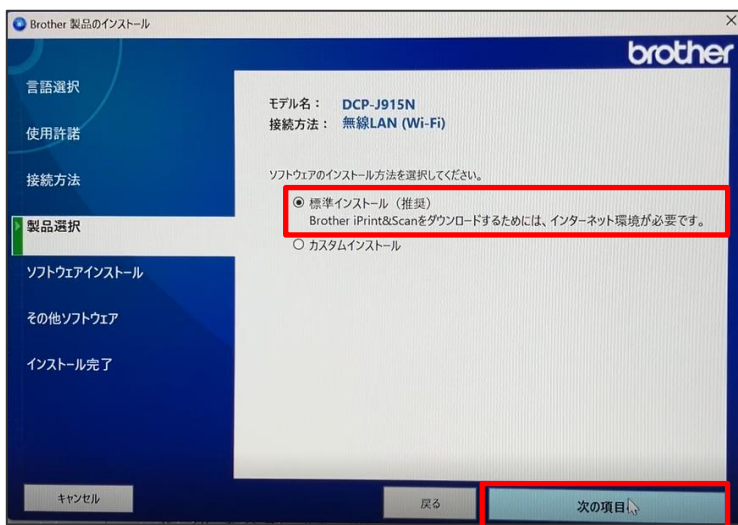 Brother 製品のインストール
brother
言語選択
使用許諾
接続方法
製品選択
ソフトウェアインストール
その他ソフトウェア
インストール完了
モデル名： DCP-J915N
接続方法： 無線LAN (Wi-Fi)
ソフトウェアのインストール方法を選択してください。
標準インストール（推奨）
Brother iPrint&Scanをダウンロードするためには、インターネット環境が必要です。
カスタムインストール
キャンセル
戻る
次の項目